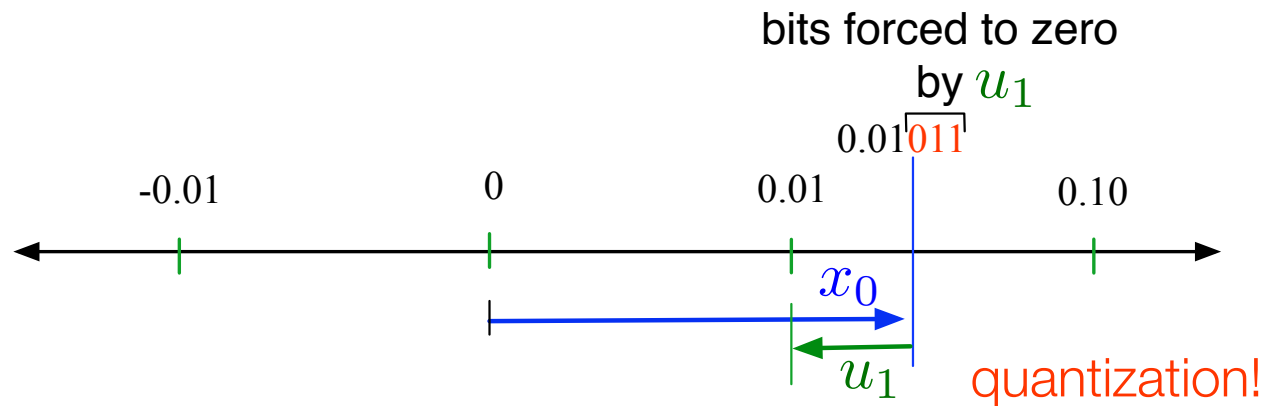 bits forced to zero
by u₁
0.01011
-0.01
0
0.01
0.10
x₀
u₁
quantization!